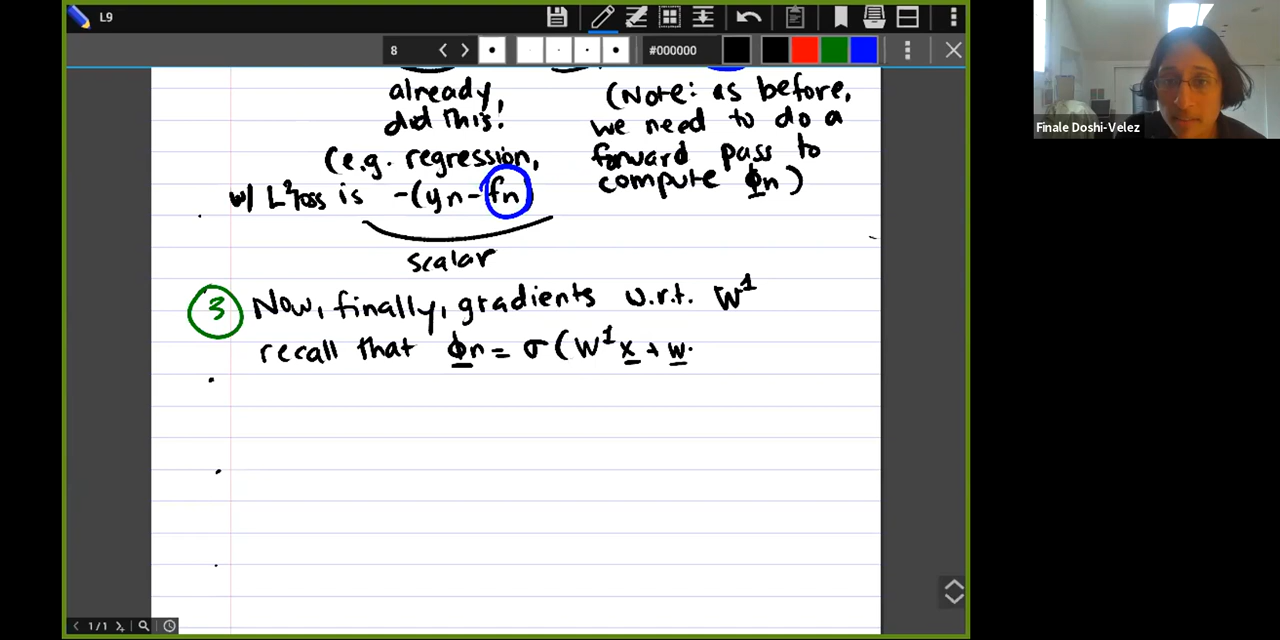 L9
8
#000000
already,
did this!
(e.g. regression,
w/ L² loss is -(yn - fn)
scalar
(Note: as before,
we need to do a
forward pass to
compute ϕn)
Finale Doshi-Velez
3 Now, finally, gradients w.r.t. W¹
recall that ϕn = σ(W¹x + w
1/1